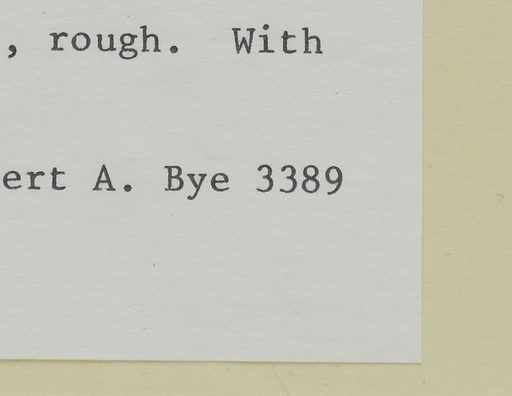 , rough.  With
ert A. Bye 3389